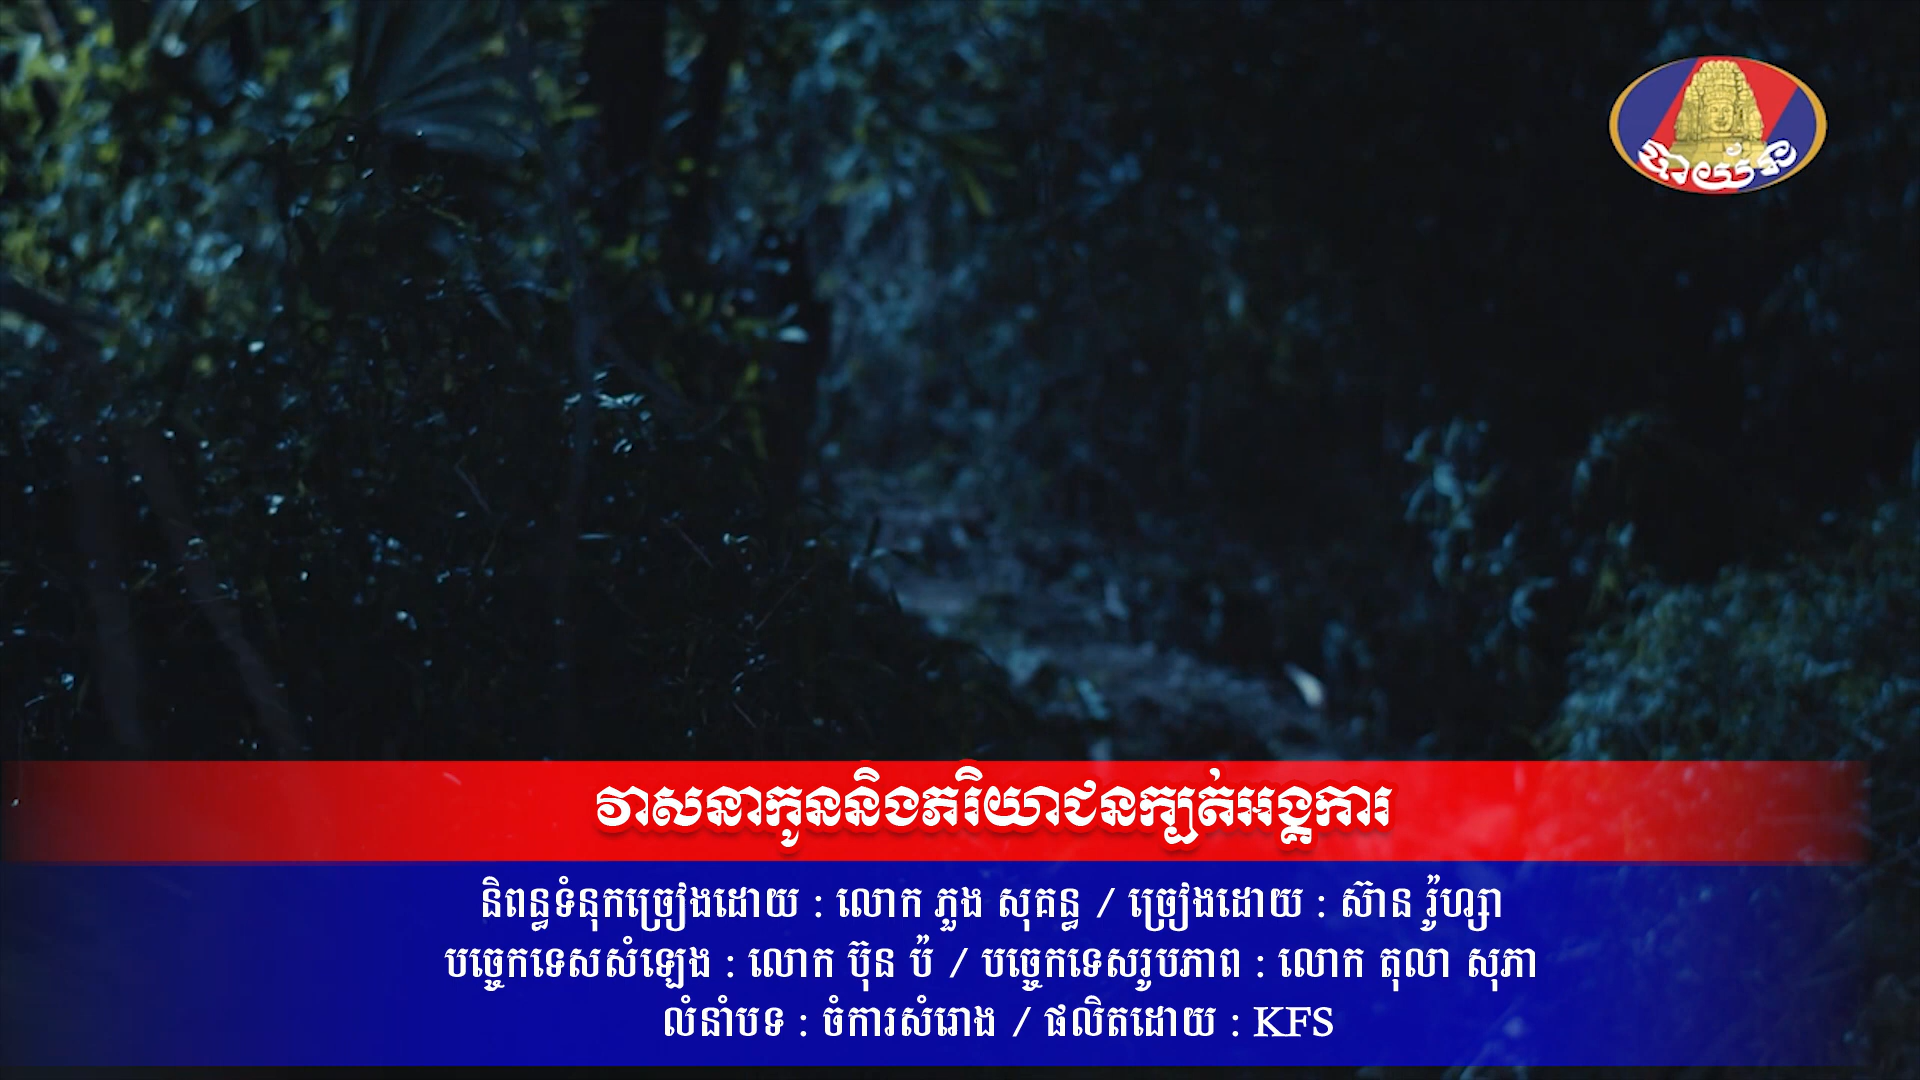 បាយ័ន
វាសនាកូននិងភរិយាជនក្បត់អង្គការ
និពន្ធទំនុកច្រៀងដោយ : លោក ភួង សុគន្ធ / ច្រៀងដោយ : ស៊ាន រ៉ូហ្សា
បច្ចេកទេសសំឡេង : លោក ប៊ុន ប៉ / បច្ចេកទេសរូបភាព : លោក តុលា សុភា
លំនាំបទ : ចំការសំរោង / ផលិតដោយ : KFS